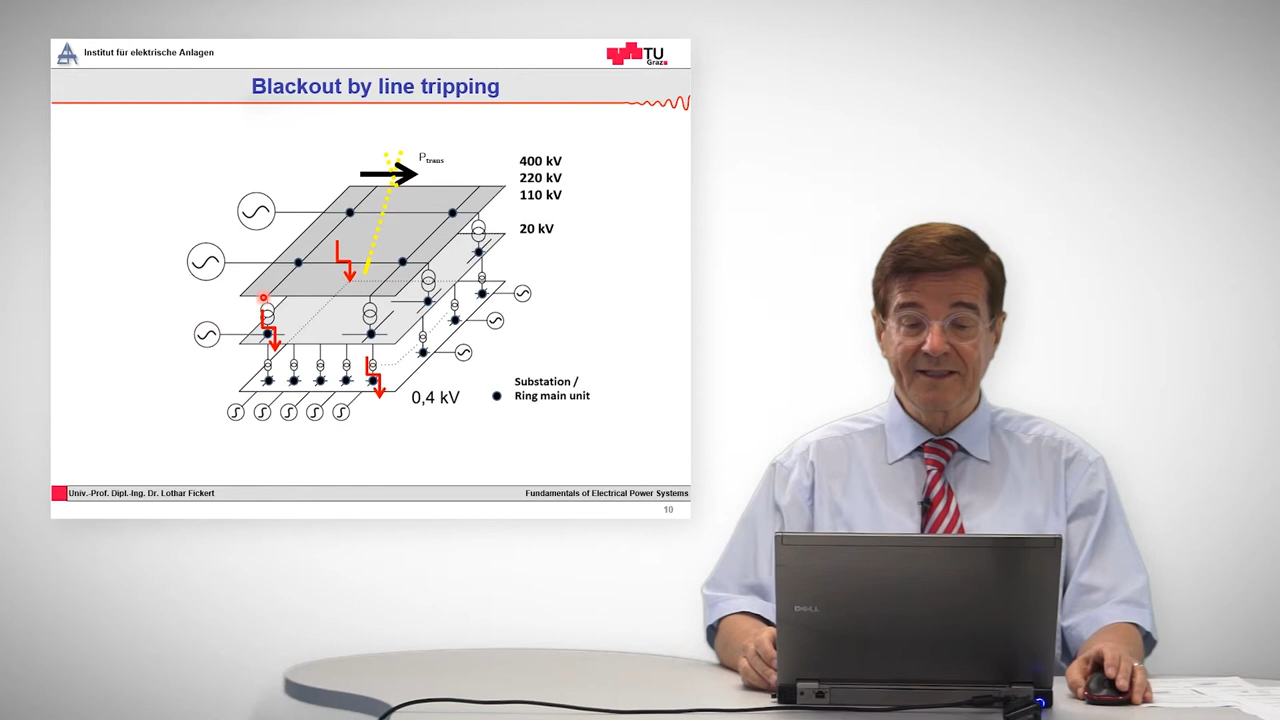 Institut für elektrische Anlagen
TU
Graz
Blackout by line tripping
P trans
400 kV
220 kV
110 kV
20 kV
0,4 kV
Substation /
Ring main unit
Univ.-Prof. Dipl.-Ing. Dr. Lothar Fickert
Fundamentals of Electrical Power Systems
10
DELL